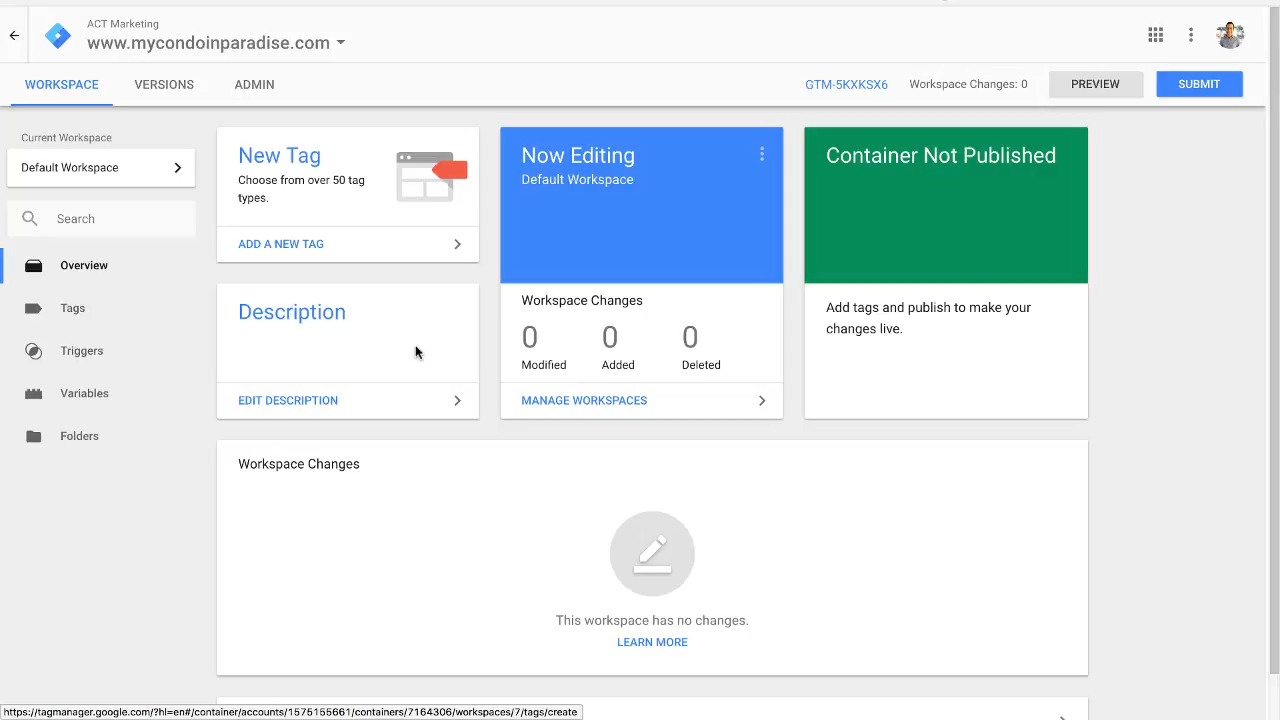 ACT Marketing
www.mycondoinparadise.com
WORKSPACE
VERSIONS
ADMIN
GTM-5KXKSX6
Workspace Changes: 0
PREVIEW
SUBMIT
Current Workspace
Default Workspace
Search
Overview
Tags
Triggers
Variables
Folders
New Tag
Choose from over 50 tag
types.
ADD A NEW TAG
Description
EDIT DESCRIPTION
Now Editing
Default Workspace
Workspace Changes
0
Modified
0
Added
0
Deleted
MANAGE WORKSPACES
Container Not Published
Add tags and publish to make your
changes live.
Workspace Changes
This workspace has no changes.
LEARN MORE
https://tagmanager.google.com/?hl=en#/container/accounts/1575155661/containers/7164306/workspaces/7/tags/create